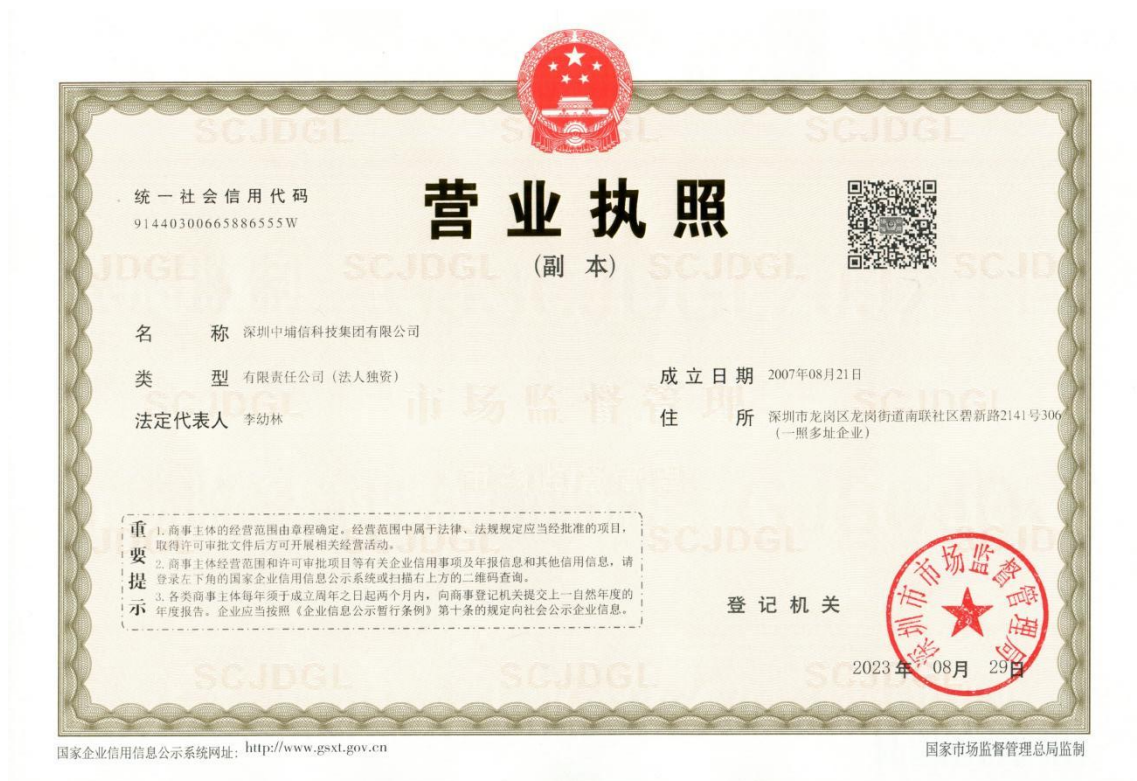 统一社会信用代码
91440300665886555W
营业执照
(副 本)
名 称 深圳中埔信科技集团有限公司
类 型 有限责任公司(法人独资)
法定代表人 李幼林
成立日期 2007年08月21日
住 所 深圳市龙岗区龙岗街道南联社区碧新路2141号306
(一照多址企业)
重要提示
1.商事主体的经营范围由章程确定。经营范围中属于法律、法规规定应当经批准的项目,
取得许可审批文件后方可开展相关经营活动。
2.商事主体经营范围和许可审批项目等有关企业信用事项及年报信息和其他信用信息,请
登录左下角的国家企业信用信息公示系统或扫描右上方的二维码查询。
3.各类商事主体每年须于成立周年之日起两个月内,向商事登记机关提交上一自然年度的
年度报告。企业应当按照《企业信息公示暂行条例》第十条的规定向社会公示企业信息。
登记机关
深圳市市场监督管理局
2023年 08月 29日
国家企业信用信息公示系统网址: http://www.gsxt.gov.cn
国家市场监督管理总局监制
SCJDGL
市场监督管理